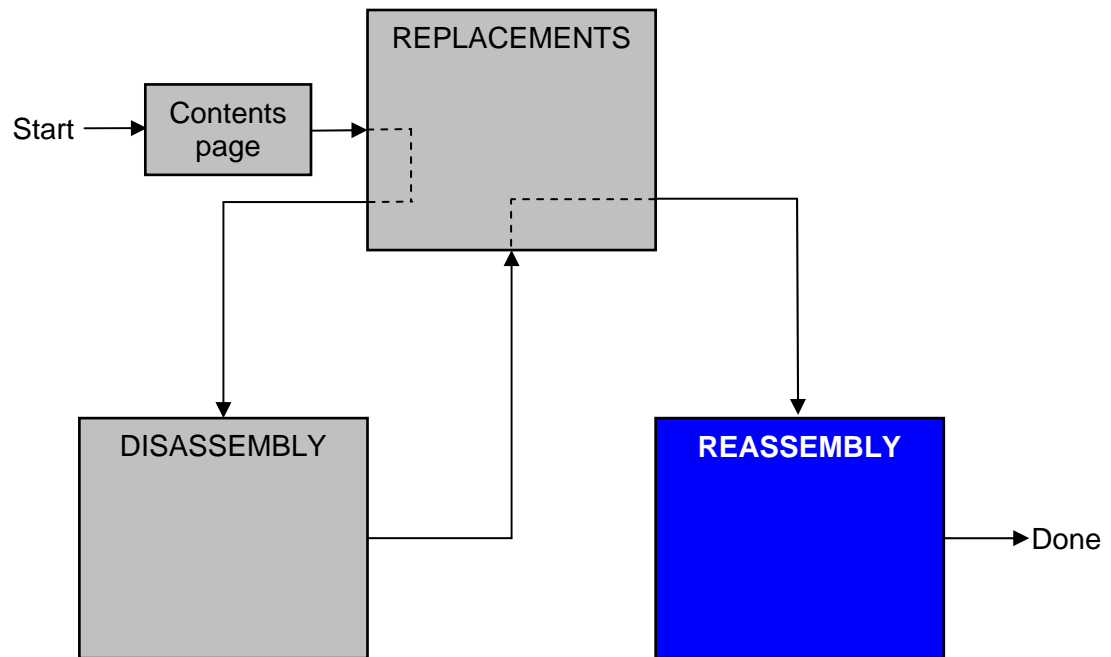 REPLACEMENTS
Start
Contents
page
DISASSEMBLY
REASSEMBLY
Done